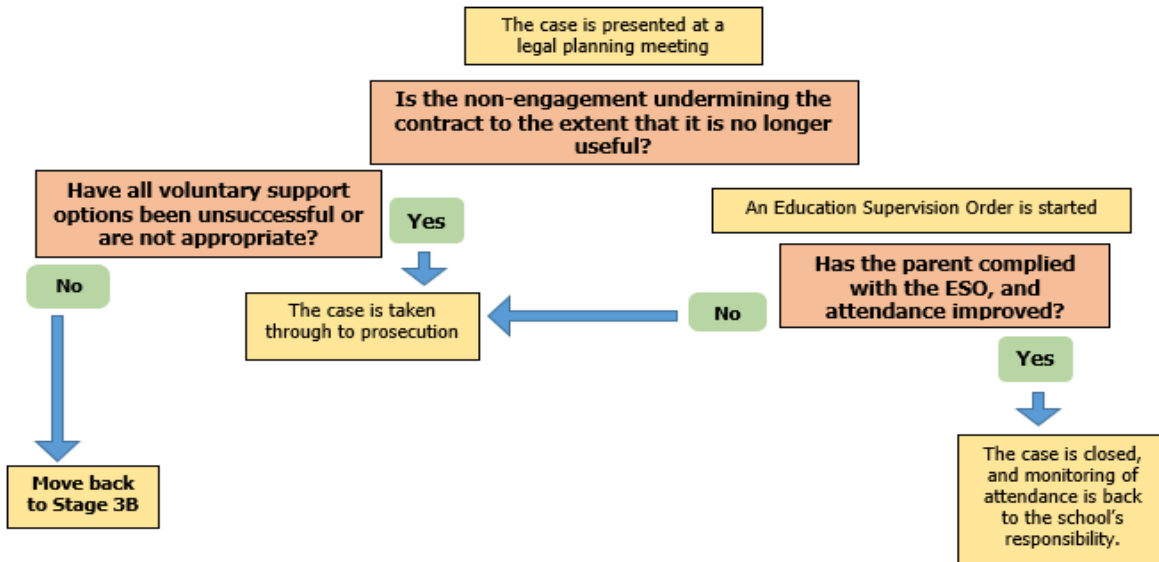 The case is presented at a
legal planning meeting
Is the non-engagement undermining the
contract to the extent that it is no longer
useful?
Have all voluntary support
options been unsuccessful or
are not appropriate?
Yes
An Education Supervision Order is started
No
Has the parent complied
with the ESO, and
attendance improved?
The case is taken
through to prosecution
No
Yes
Move back
to Stage 3B
The case is closed,
and monitoring of
attendance is back
to the school's
responsibility.